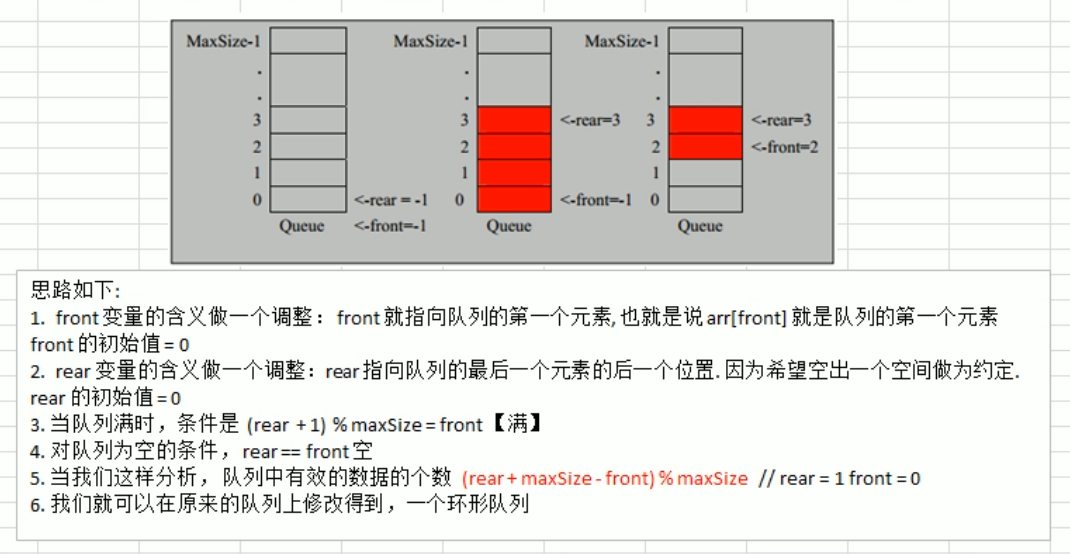 MaxSize-1 MaxSize-1 MaxSize-1
. . .
. . .
3 3 <-rear=3 3 <-rear=3
2 2 2 <-front=2
1 1 1
0 <-rear = -1 0 <-front=-1 0
Queue <-front=-1 Queue Queue
思路如下:
1. front 变量的含义做一个调整： front 就指向队列的第一个元素, 也就是说 arr[front] 就是队列的第一个元素
front 的初始值 = 0
2. rear 变量的含义做一个调整：rear 指向队列的最后一个元素的后一个位置. 因为希望空出一个空间做为约定.
rear 的初始值 = 0
3. 当队列满时，条件是 (rear + 1) % maxSize = front 【满】
4. 对队列为空的条件， rear == front 空
5. 当我们这样分析， 队列中有效的数据的个数 (rear + maxSize - front) % maxSize // rear = 1 front = 0
6. 我们就可以在原来的队列上修改得到，一个环形队列